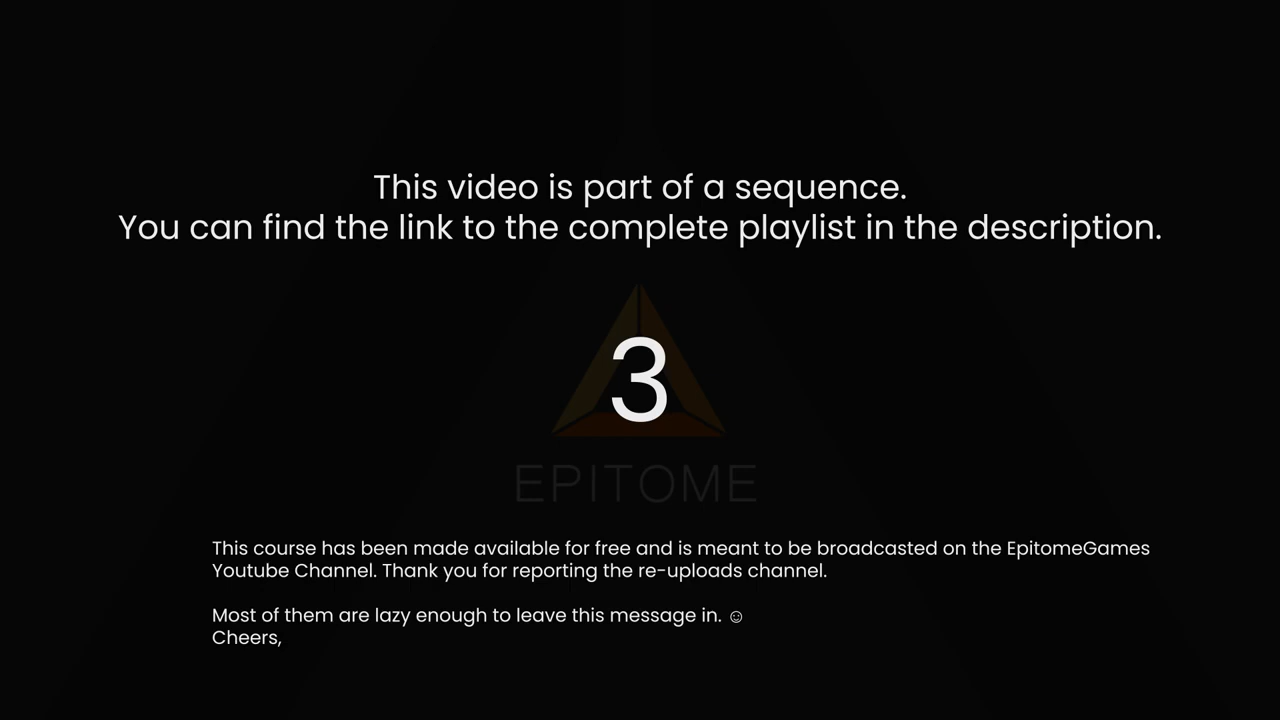 This video is part of a sequence.
You can find the link to the complete playlist in the description.
3
EPITOME
This course has been made available for free and is meant to be broadcasted on the EpitomeGames
Youtube Channel. Thank you for reporting the re-uploads channel.
Most of them are lazy enough to leave this message in. ☺
Cheers,